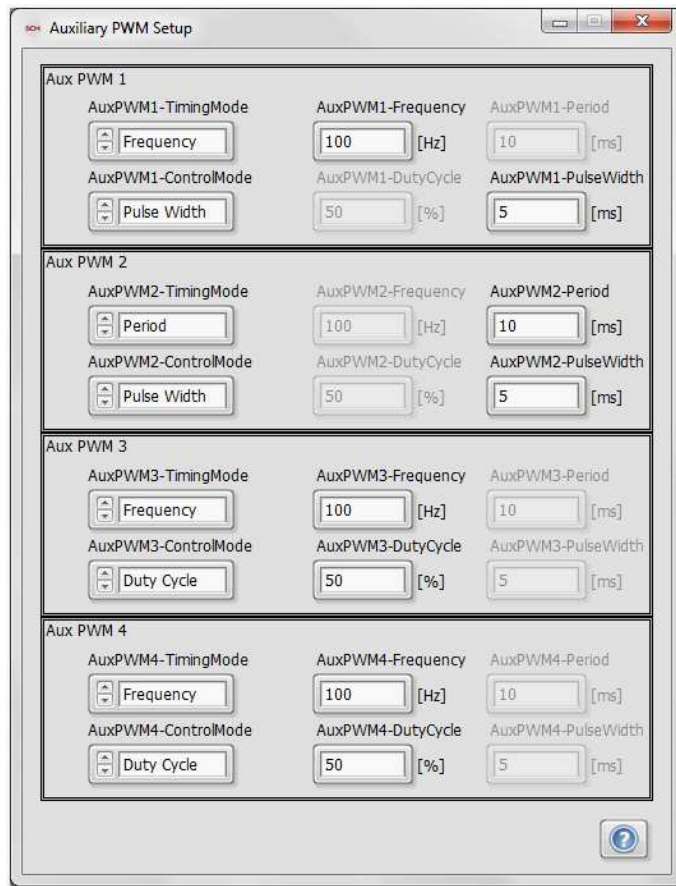 SCM Auxiliary PWM Setup
Aux PWM 1
AuxPWM1-TimingMode AuxPWM1-Frequency AuxPWM1-Period
Frequency 100 [Hz] 10 [ms]
AuxPWM1-ControlMode AuxPWM1-DutyCycle AuxPWM1-PulseWidth
Pulse Width 50 [%] 5 [ms]
Aux PWM 2
AuxPWM2-TimingMode AuxPWM2-Frequency AuxPWM2-Period
Period 100 [Hz] 10 [ms]
AuxPWM2-ControlMode AuxPWM2-DutyCycle AuxPWM2-PulseWidth
Pulse Width 50 [%] 5 [ms]
Aux PWM 3
AuxPWM3-TimingMode AuxPWM3-Frequency AuxPWM3-Period
Frequency 100 [Hz] 10 [ms]
AuxPWM3-ControlMode AuxPWM3-DutyCycle AuxPWM3-PulseWidth
Duty Cycle 50 [%] 5 [ms]
Aux PWM 4
AuxPWM4-TimingMode AuxPWM4-Frequency AuxPWM4-Period
Frequency 100 [Hz] 10 [ms]
AuxPWM4-ControlMode AuxPWM4-DutyCycle AuxPWM4-PulseWidth
Duty Cycle 50 [%] 5 [ms]
?